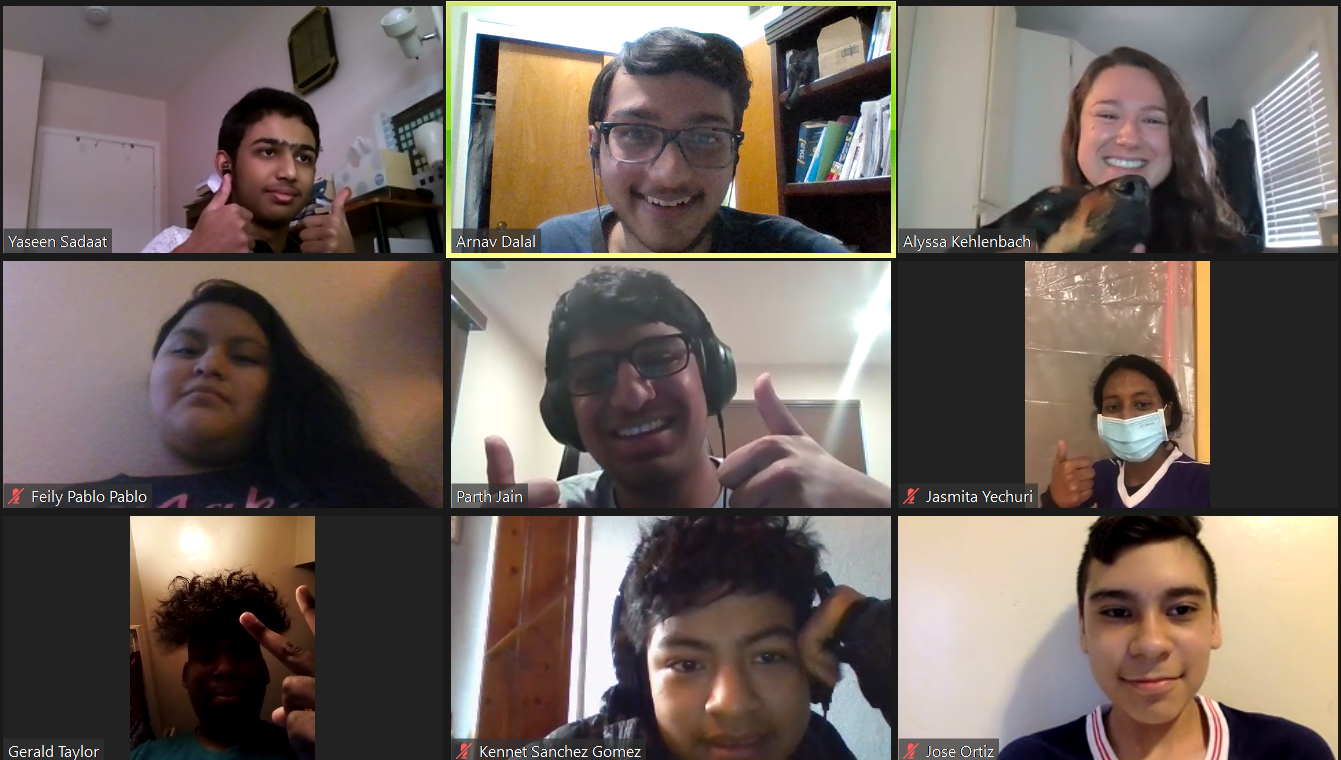 Yaseen Sadaat
Arnav Dalal
Alyssa Kehlenbach
Feily Pablo Pablo
Parth Jain
Jasmita Yechuri
Gerald Taylor
Kennet Sanchez Gomez
Jose Ortiz